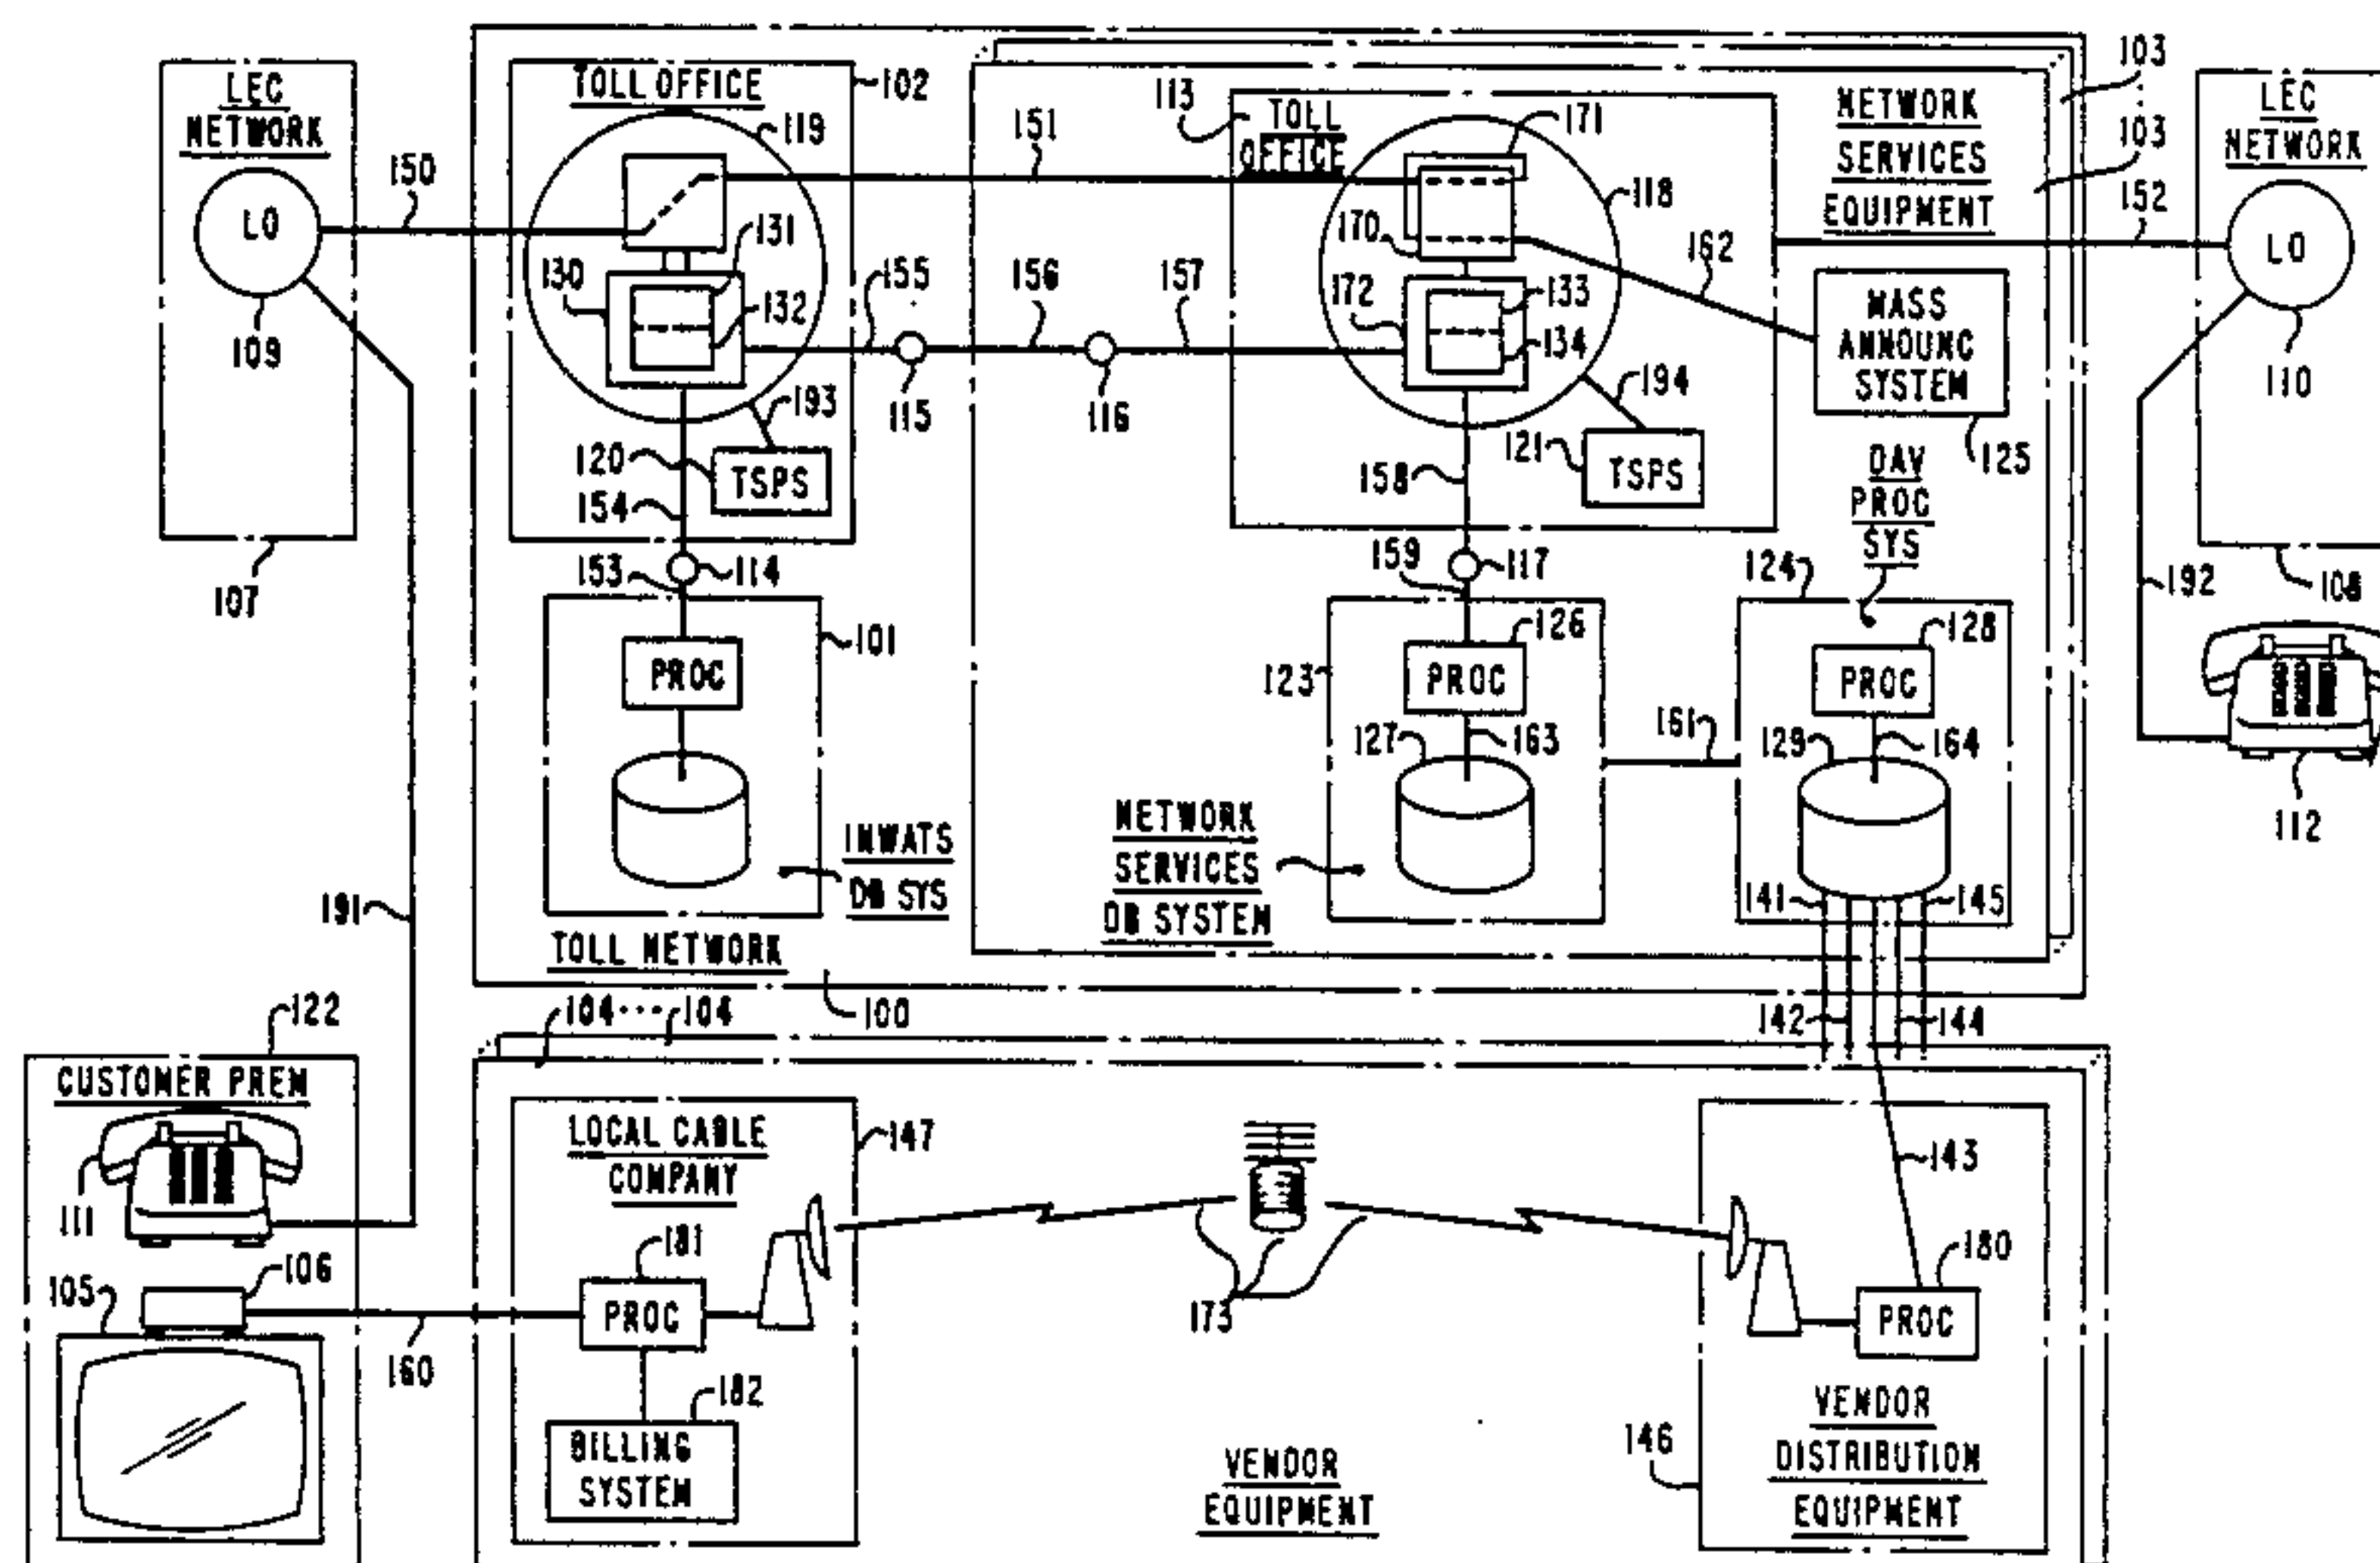 LEC
NETWORK
LO
109
107
150
TOLL OFFICE
102
119
131
130
132
155
193
120
TSPS
154
114
153
101
PROC
INWATS
DB SYS
TOLL NETWORK
100
151
115
156
116
157
113
TOLL
OFFICE
171
118
170
172
133
134
162
194
121
TSPS
158
159
117
NETWORK
SERVICES
EQUIPMENT
103
103
MASS
ANNOUNC
SYSTEM
125
DAV
PROC
SYS
124
126
123
PROC
127
163
NETWORK
SERVICES
DB SYSTEM
161
128
PROC
129
164
141
145
142
144
LEC
NETWORK
152
LO
110
108
192
112
191
122
CUSTOMER PREM
111
105
106
160
104...104
LOCAL CABLE
COMPANY
147
181
PROC
182
BILLING
SYSTEM
173
VENDOR
EQUIPMENT
143
180
PROC
146
VENDOR
DISTRIBUTION
EQUIPMENT